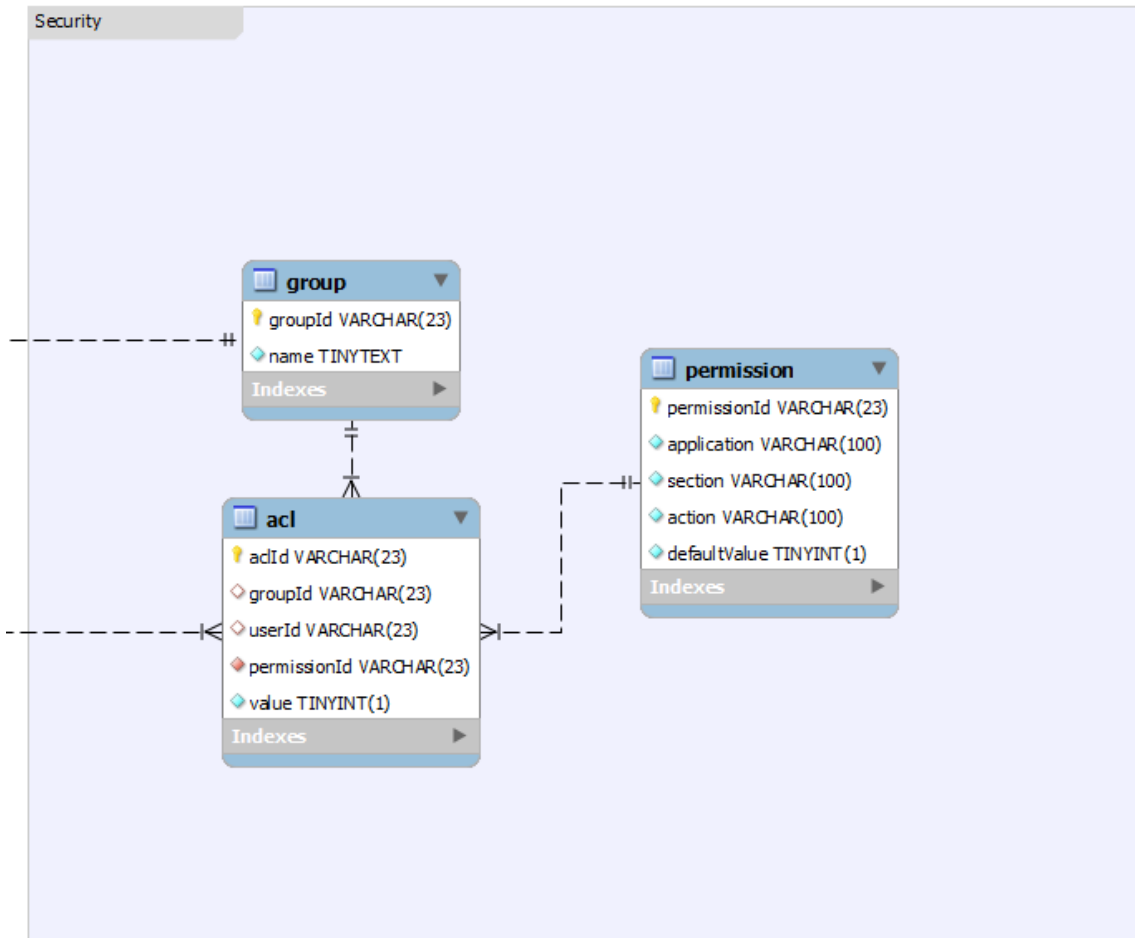 Security
group
groupId VARCHAR(23)
name TINYTEXT
Indexes
permission
permissionId VARCHAR(23)
application VARCHAR(100)
section VARCHAR(100)
action VARCHAR(100)
defaultValue TINYINT(1)
Indexes
acl
aclId VARCHAR(23)
groupId VARCHAR(23)
userId VARCHAR(23)
permissionId VARCHAR(23)
value TINYINT(1)
Indexes